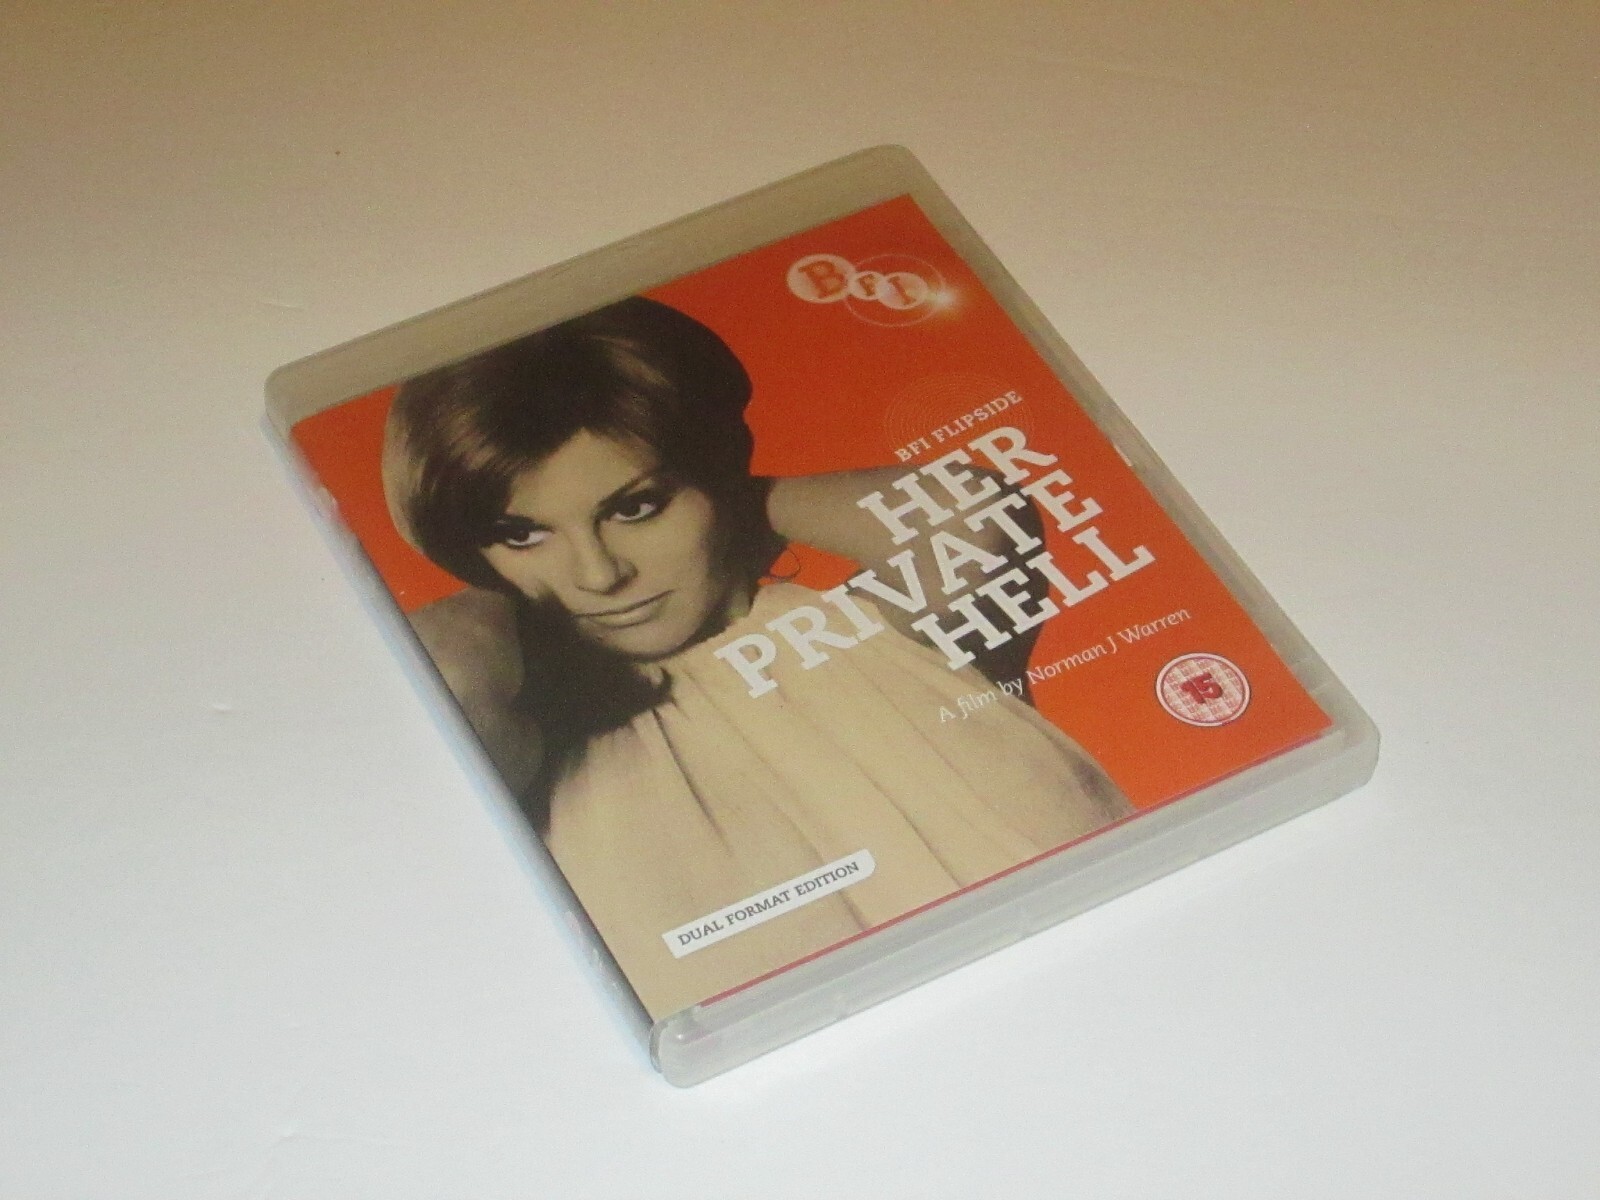 BFI
BFI FLIPSIDE
HER
PRIVATE
HELL
A film by Norman J Warren
15
DUAL FORMAT EDITION